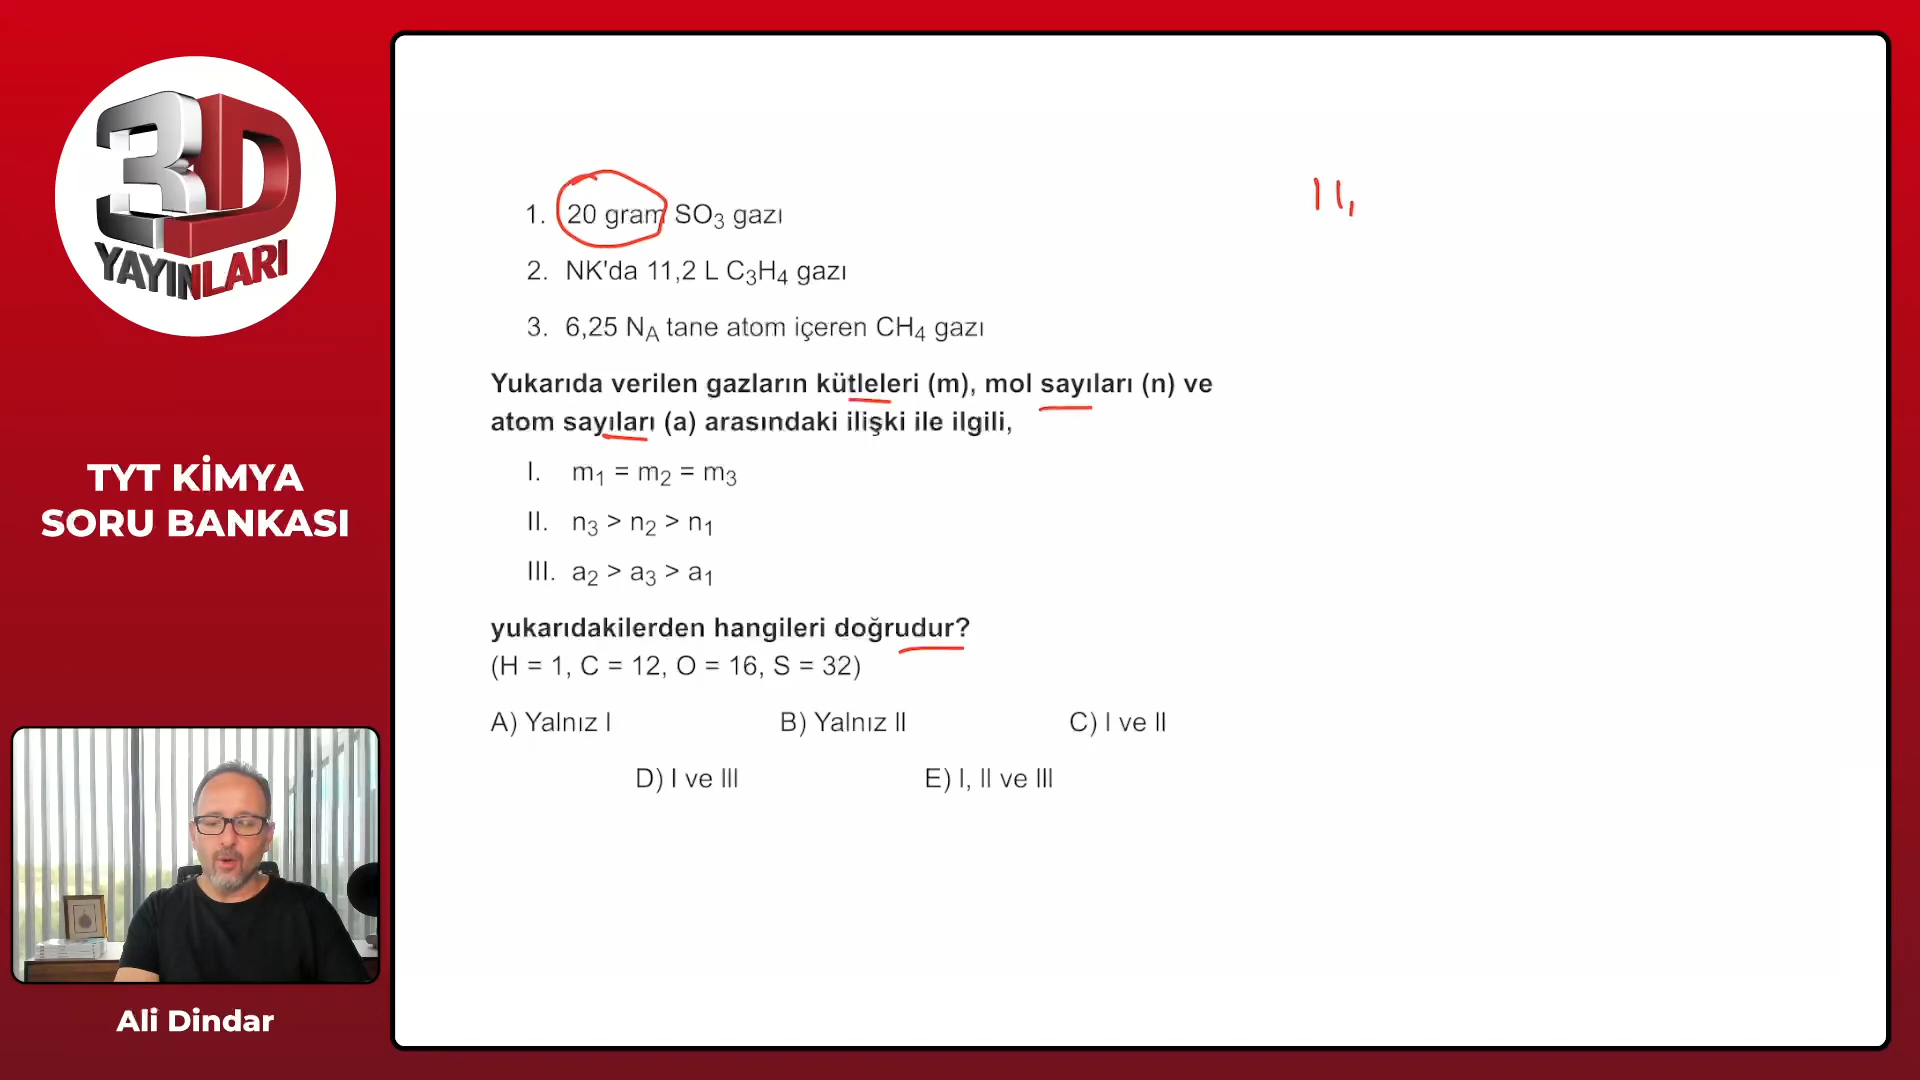 3D
YAYINLARI
TYT KİMYA
SORU BANKASI
Ali Dindar
11,
1. 20 gram SO₃ gazı
2. NK'da 11,2 L C₃H₄ gazı
3. 6,25 N_A tane atom içeren CH₄ gazı
Yukarıda verilen gazların kütleleri (m), mol sayıları (n) ve
atom sayıları (a) arasındaki ilişki ile ilgili,
I. m₁ = m₂ = m₃
II. n₃ > n₂ > n₁
III. a₂ > a₃ > a₁
yukarıdakilerden hangileri doğrudur?
(H = 1, C = 12, O = 16, S = 32)
A) Yalnız I B) Yalnız II C) I ve II
D) I ve III E) I, II ve III